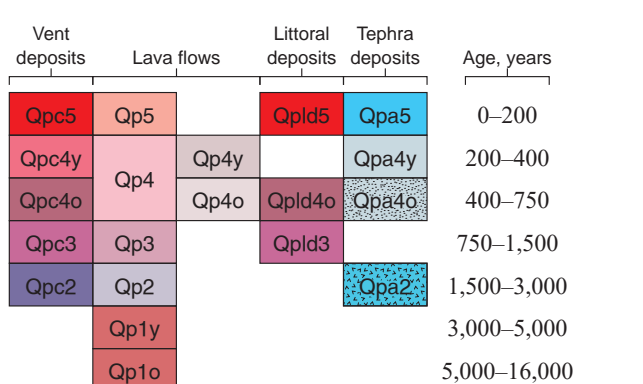 Vent deposits
Lava flows
Littoral deposits
Tephra deposits
Age, years
Qpc5 Qp5 Qpld5 Qpa5 0–200
Qpc4y Qp4 Qp4y Qpa4y 200–400
Qpc4o Qp4o Qpld4o Qpa4o 400–750
Qpc3 Qp3 Qpld3 750–1,500
Qpc2 Qp2 Qpa2 1,500–3,000
Qp1y 3,000–5,000
Qp1o 5,000–16,000